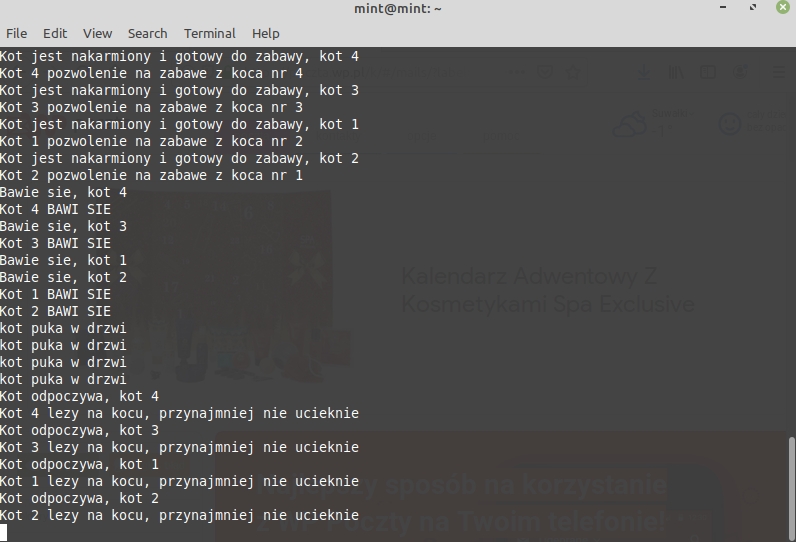 mint@mint: ~
File Edit View Search Terminal Help
Kot jest nakarmiony i gotowy do zabawy, kot 4
Kot 4 pozwolenie na zabawe z koca nr 4
Kot jest nakarmiony i gotowy do zabawy, kot 3
Kot 3 pozwolenie na zabawe z koca nr 3
Kot jest nakarmiony i gotowy do zabawy, kot 1
Kot 1 pozwolenie na zabawe z koca nr 2
Kot jest nakarmiony i gotowy do zabawy, kot 2
Kot 2 pozwolenie na zabawe z koca nr 1
Bawie sie, kot 4
Kot 4 BAWI SIE
Bawie sie, kot 3
Kot 3 BAWI SIE
Bawie sie, kot 1
Bawie sie, kot 2
Kot 1 BAWI SIE
Kot 2 BAWI SIE
kot puka w drzwi
kot puka w drzwi
kot puka w drzwi
kot puka w drzwi
Kot odpoczywa, kot 4
Kot 4 lezy na kocu, przynajmniej nie ucieknie
Kot odpoczywa, kot 3
Kot 3 lezy na kocu, przynajmniej nie ucieknie
Kot odpoczywa, kot 1
Kot 1 lezy na kocu, przynajmniej nie ucieknie
Kot odpoczywa, kot 2
Kot 2 lezy na kocu, przynajmniej nie ucieknie
Kalendarz Adwentowy Z
Kosmetykami Spa Exclusive
Najlepszy sposób na korzystanie
Poczty na Twoim telefonie!